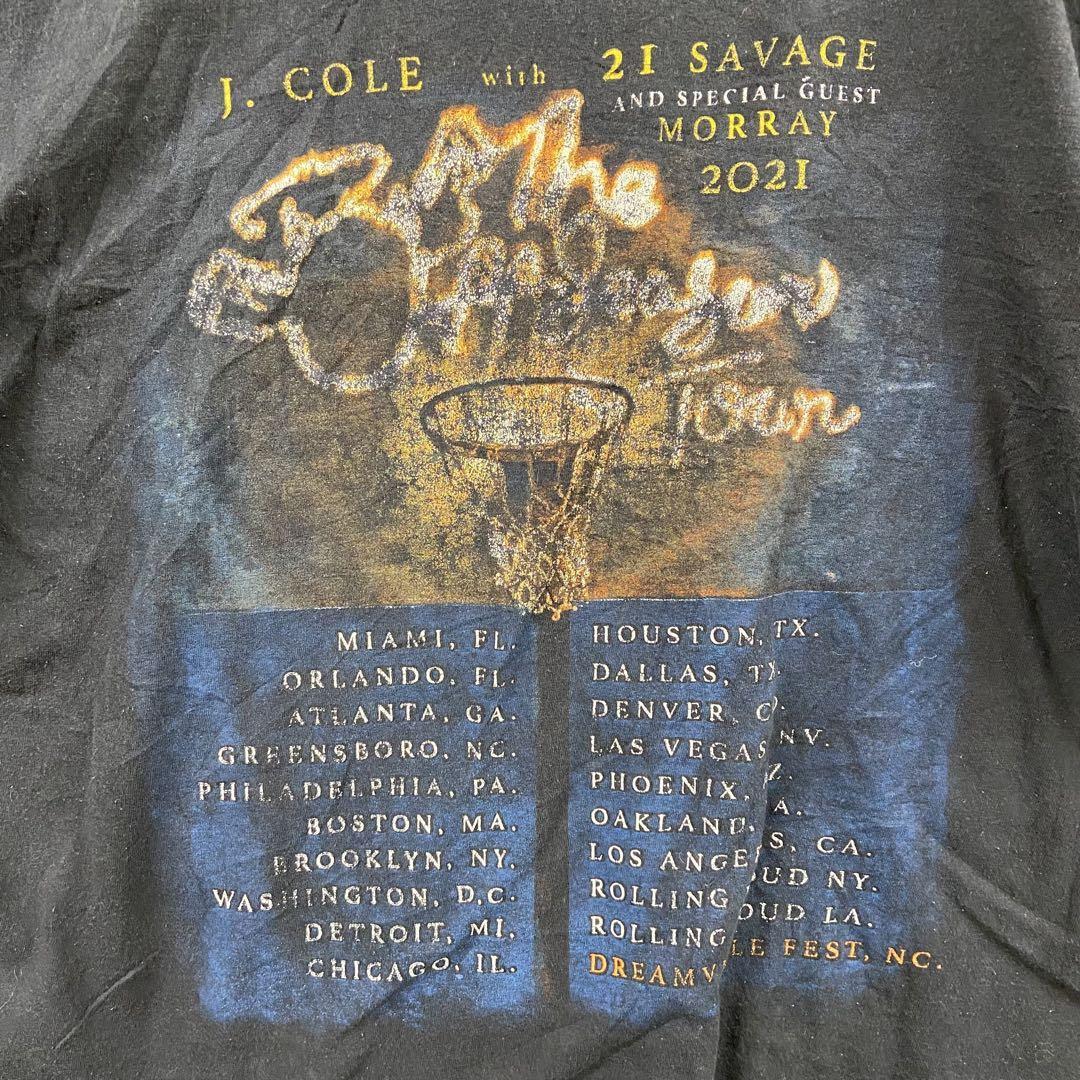 J. COLE with 21 SAVAGE
AND SPECIAL GUEST
MORRAY
2021
The
MIAMI, FL.
ORLANDO, FL.
ATLANTA, GA.
GREENSBORO, NC.
PHILADELPHIA, PA.
BOSTON, MA.
BROOKLYN, NY.
WASHINGTON, D.C.
DETROIT, MI.
CHICAGO, IL.
HOUSTON, TX.
DALLAS, TX.
DENVER,
LAS VEGAS NV.
PHOENIX,
OAKLAND, A.
LOS ANGE S, CA.
ROLLING OUD NY.
ROLLING OUD LA.
DREAMV LE FEST, NC.